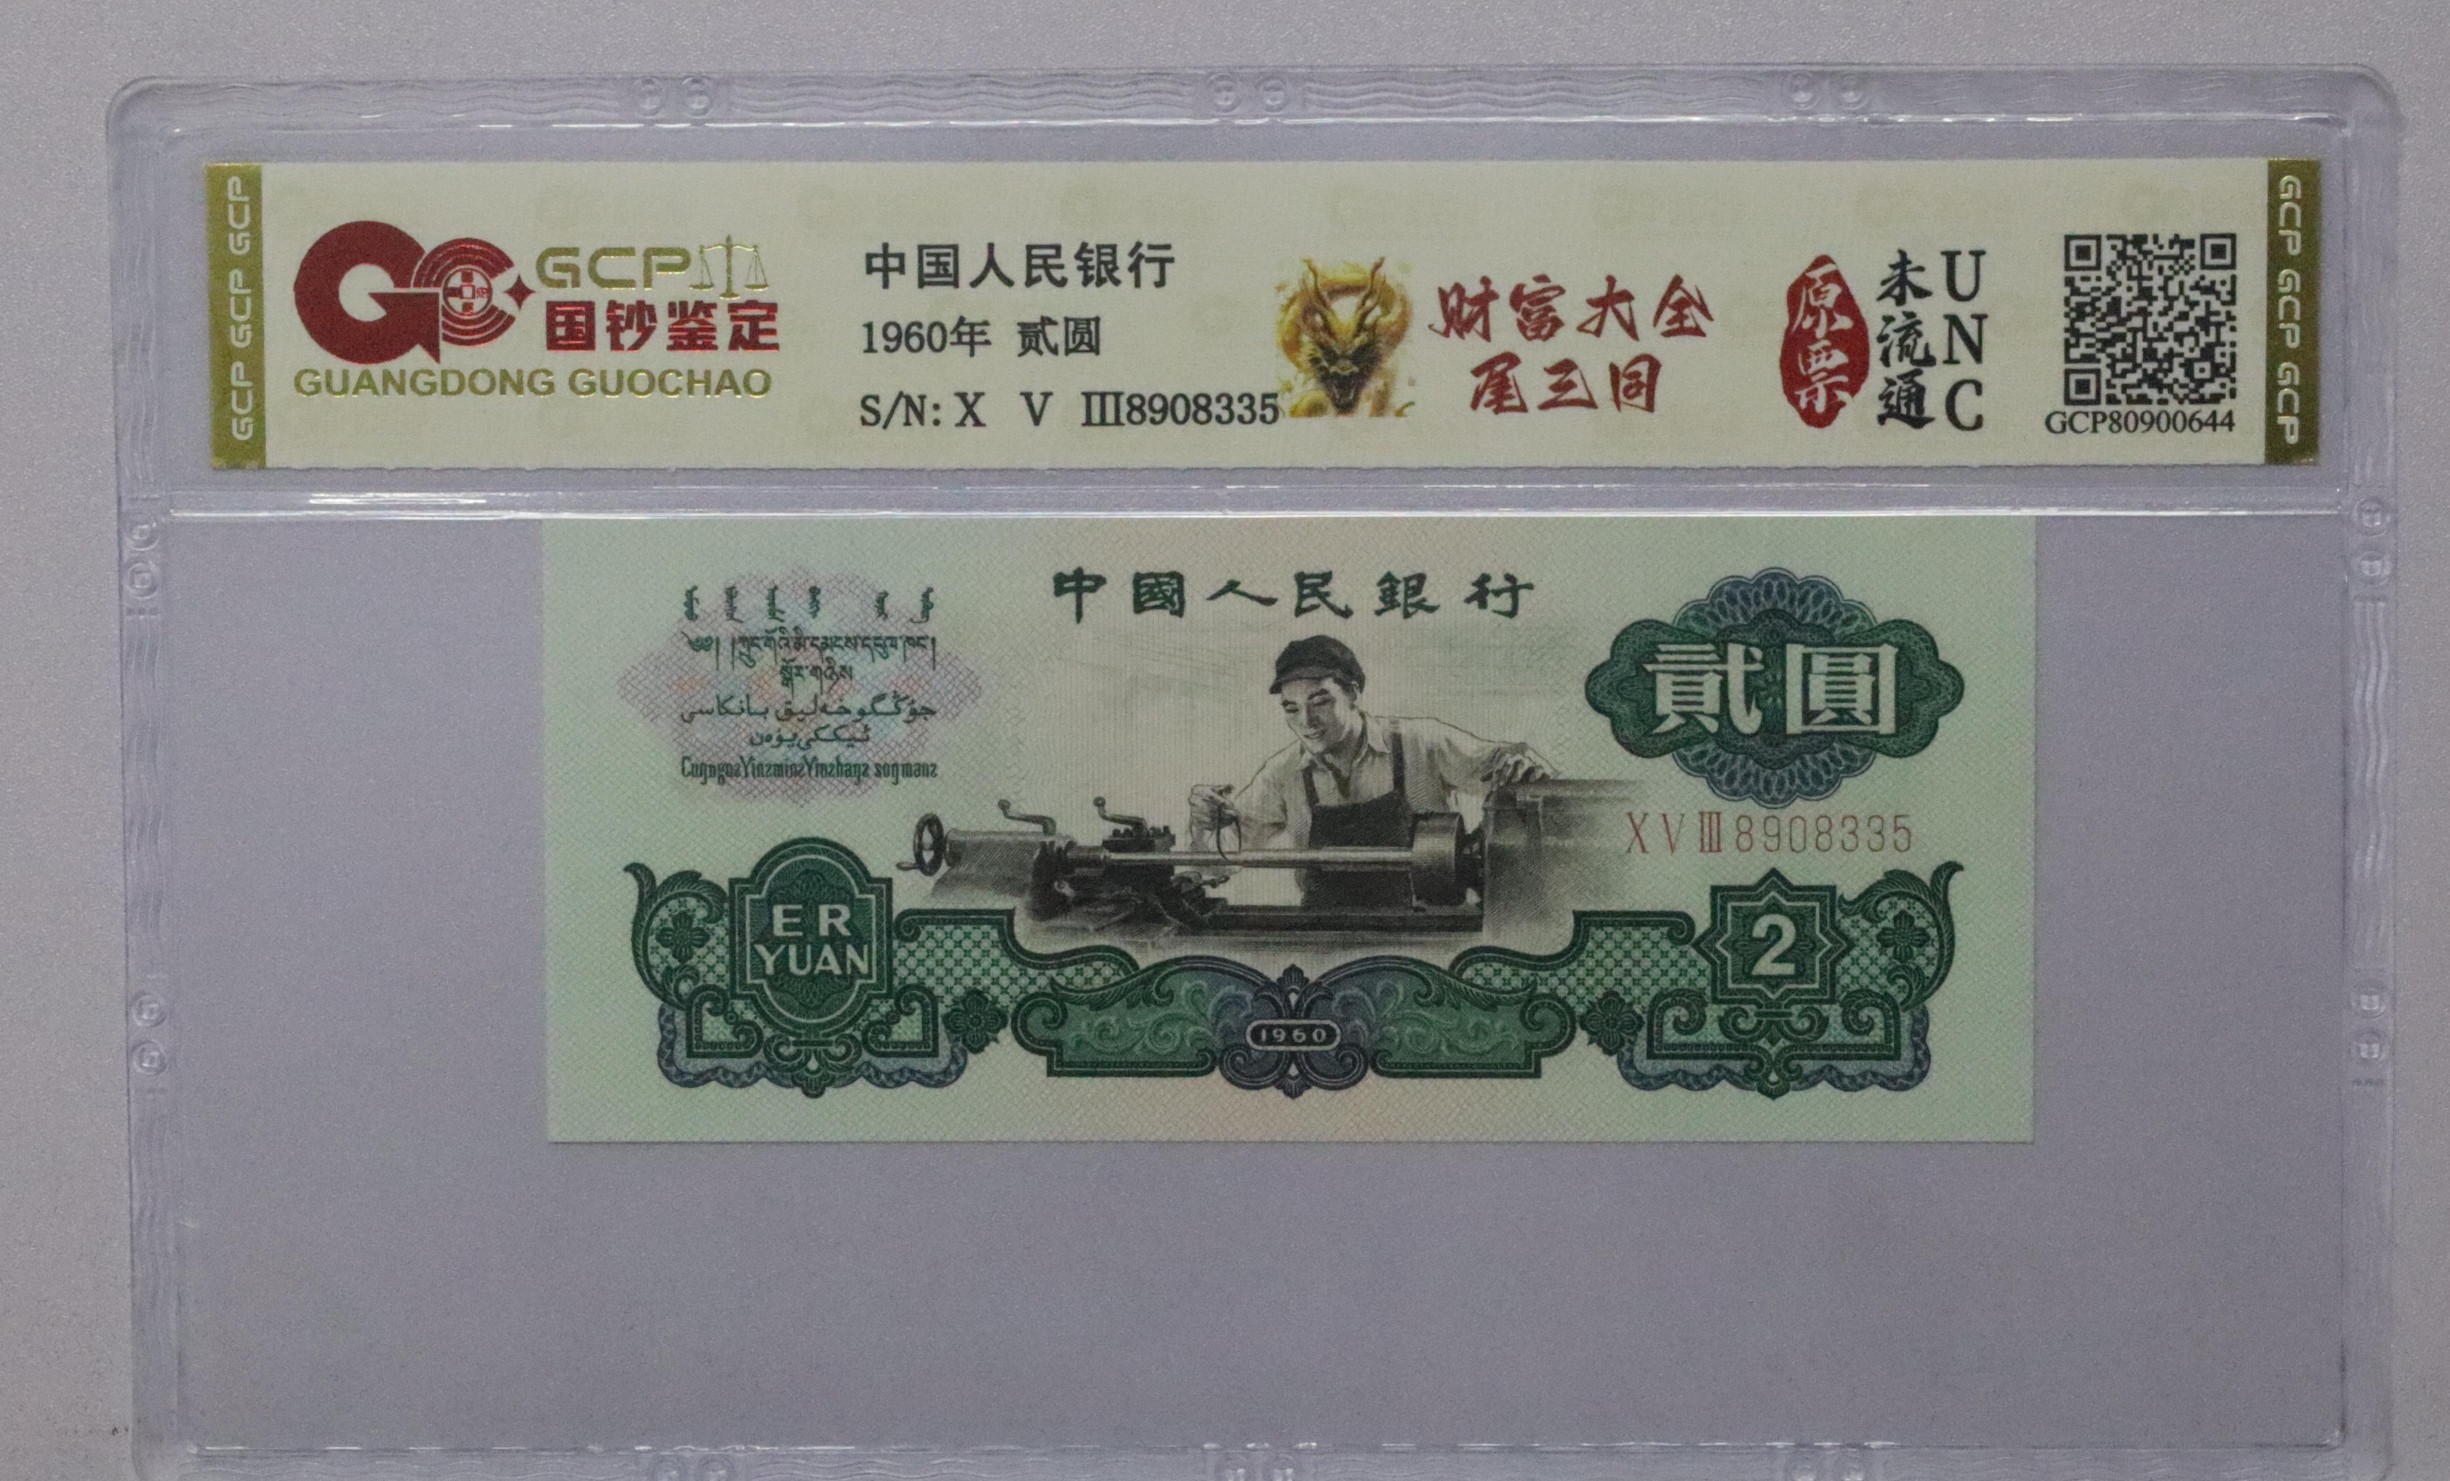 GCP GCP GCP
GCP
国钞鉴定
GUANGDONG GUOCHAO
中国人民银行
1960年 贰圆
S/N: X V Ⅲ8908335
财富大全
尾三同
原票
未流通
UNC
GCP80900644
GCP GCP GCP
中國人民銀行
貳圓
XVⅢ8908335
ER
YUAN
2
1960